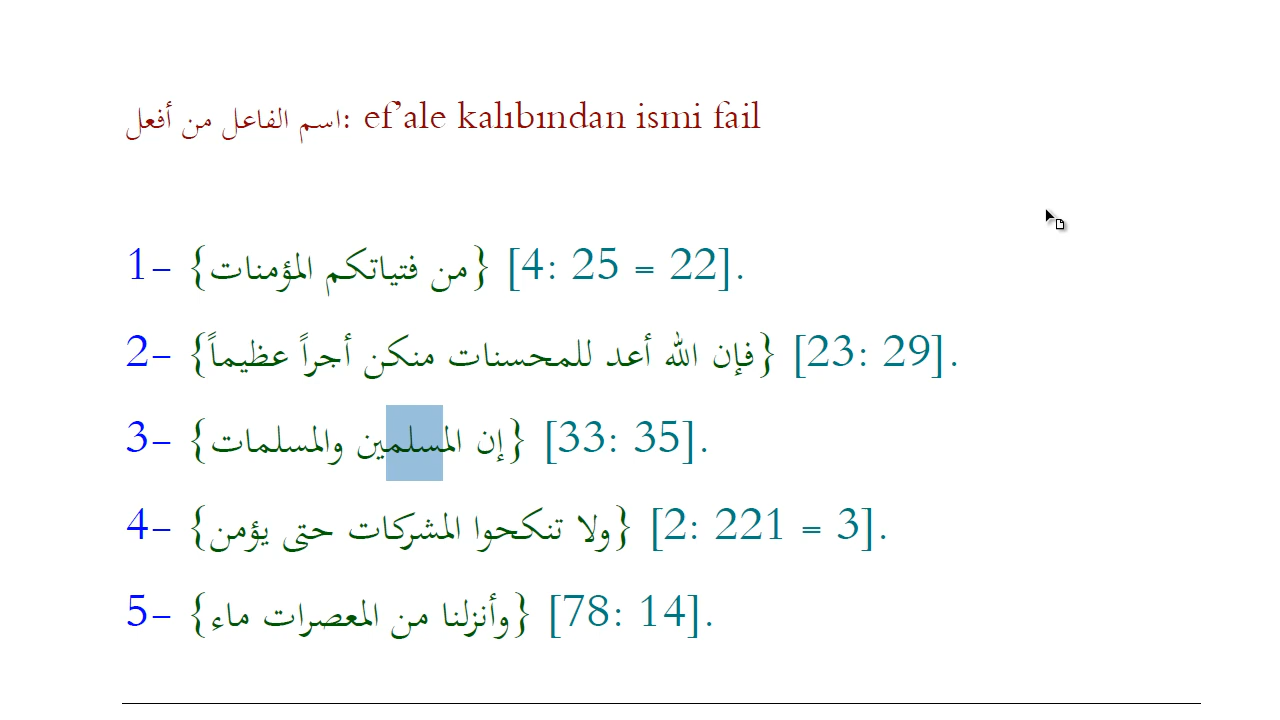 اسم الفاعل من أفعل: ef’ale kalıbından ismi fail
1- {من فتياتكم المؤمنات} [4: 25 = 22].
2- {فإن الله أعد للمحسنات منكن أجراً عظيماً} [23: 29].
3- {إن المسلمين والمسلمات} [33: 35].
4- {ولا تنكحوا المشركات حتى يؤمن} [2: 221 = 3].
5- {وأنزلنا من المعصرات ماء} [78: 14].